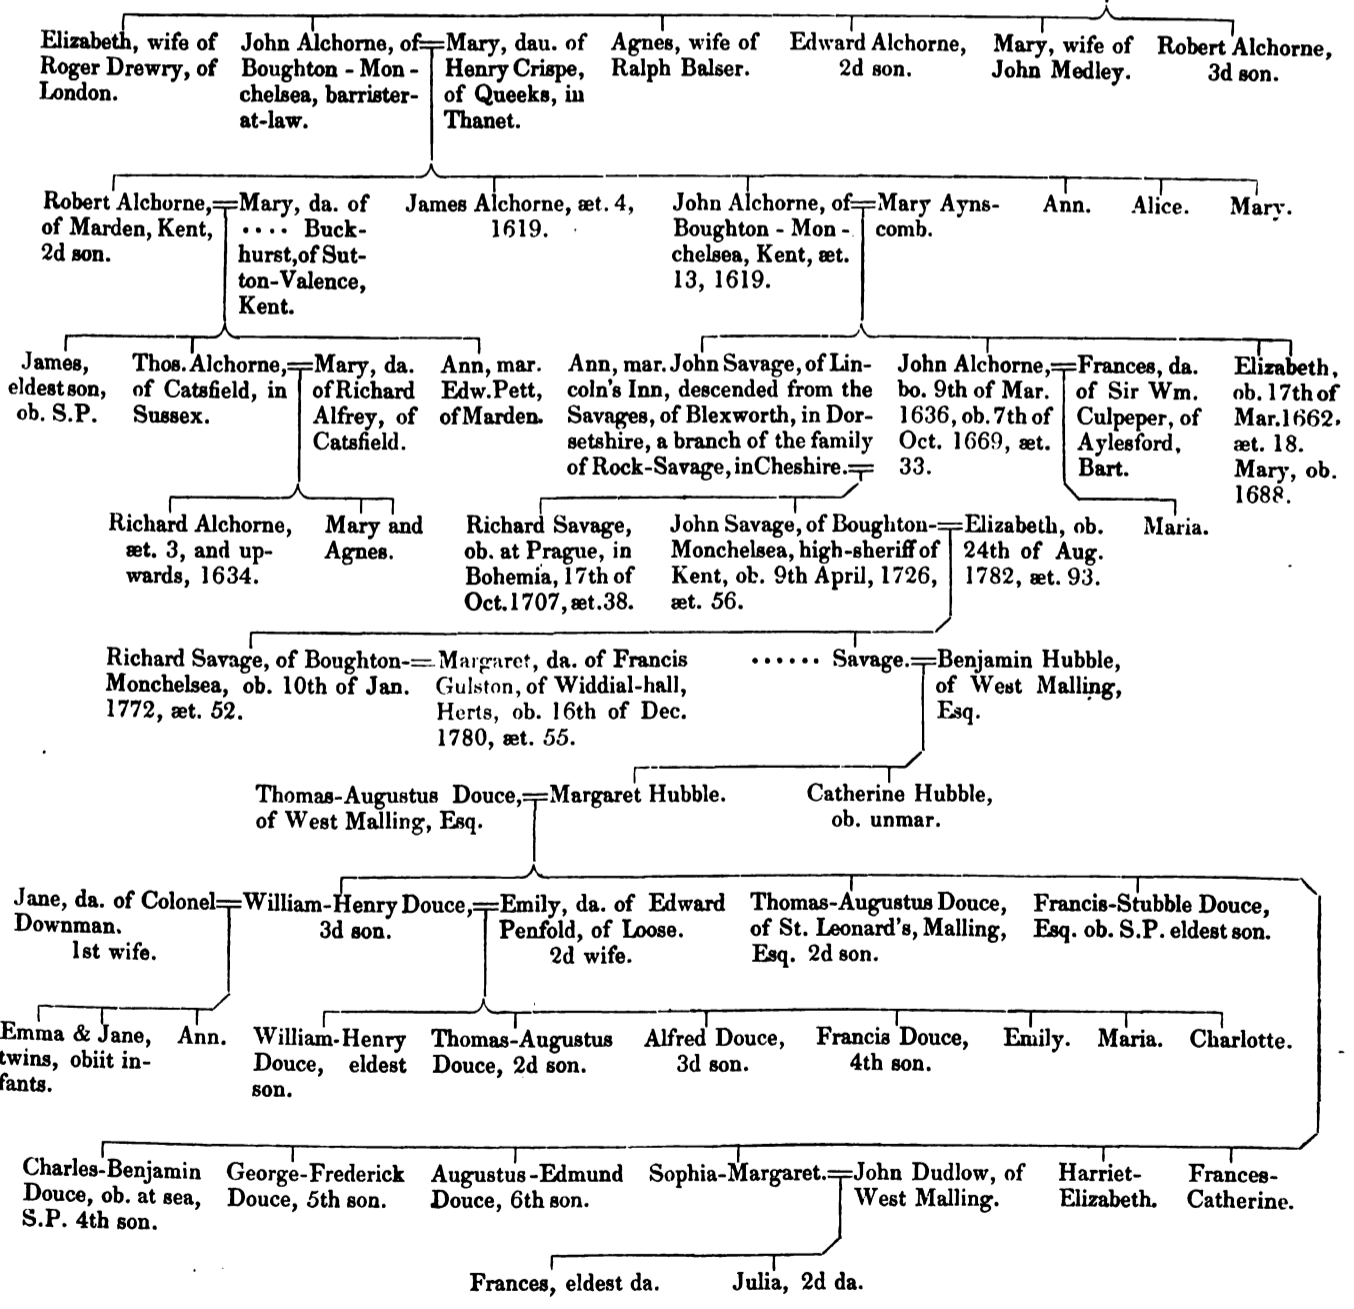 Elizabeth, wife of
Roger Drewry, of
London.
John Alchorne, of
Boughton - Mon -
chelsea, barrister-
at-law.
Mary, dau. of
Henry Crispe,
of Queeks, in
Thanet.
Agnes, wife of
Ralph Balser.
Edward Alchorne,
2d son.
Mary, wife of
John Medley.
Robert Alchorne,
3d son.
Robert Alchorne,
of Marden, Kent,
2d son.
Mary, da. of
.... Buck-
hurst, of Sut-
ton-Valence,
Kent.
James Alchorne, æt. 4,
1619.
John Alchorne, of
Boughton - Mon -
chelsea, Kent, æt.
13, 1619.
Mary Ayns-
comb.
Ann.
Alice.
Mary.
James,
eldest son,
ob. S.P.
Thos. Alchorne,
of Catsfield, in
Sussex.
Mary, da.
of Richard
Alfrey, of
Catsfield.
Ann, mar.
Edw. Pett,
of Marden.
Ann, mar. John Savage, of Lin-
coln's Inn, descended from the
Savages, of Blexworth, in Dor-
setshire, a branch of the family
of Rock-Savage, in Cheshire.
John Alchorne,
bo. 9th of Mar.
1636, ob. 7th of
Oct. 1669, æt.
33.
Frances, da.
of Sir Wm.
Culpeper, of
Aylesford,
Bart.
Elizabeth,
ob. 17th of
Mar. 1662,
æt. 18.
Mary, ob.
1688.
Richard Alchorne,
æt. 3, and up-
wards, 1634.
Mary and
Agnes.
Richard Savage,
ob. at Prague, in
Bohemia, 17th of
Oct. 1707, æt. 38.
John Savage, of Boughton-
Monchelsea, high-sheriff of
Kent, ob. 9th April, 1726,
æt. 56.
Elizabeth, ob.
24th of Aug.
1782, æt. 93.
Maria.
Richard Savage, of Boughton-
Monchelsea, ob. 10th of Jan.
1772, æt. 52.
Margaret, da. of Francis
Gulston, of Widdial-hall,
Herts, ob. 16th of Dec.
1780, æt. 55.
...... Savage.
Benjamin Hubble,
of West Malling,
Esq.
Thomas-Augustus Douce,
of West Malling, Esq.
Margaret Hubble.
Catherine Hubble,
ob. unmar.
Jane, da. of Colonel
Downman.
1st wife.
William-Henry Douce,
3d son.
Emily, da. of Edward
Penfold, of Loose.
2d wife.
Thomas-Augustus Douce,
of St. Leonard's, Malling,
Esq. 2d son.
Francis-Stubble Douce,
Esq. ob. S.P. eldest son.
Emma & Jane,
twins, obiit in-
fants.
Ann.
William-Henry
Douce, eldest
son.
Thomas-Augustus
Douce, 2d son.
Alfred Douce,
3d son.
Francis Douce,
4th son.
Emily.
Maria.
Charlotte.
Charles-Benjamin
Douce, ob. at sea,
S.P. 4th son.
George-Frederick
Douce, 5th son.
Augustus-Edmund
Douce, 6th son.
Sophia-Margaret.
John Dudlow, of
West Malling.
Harriet-
Elizabeth.
Frances-
Catherine.
Frances, eldest da.
Julia, 2d da.